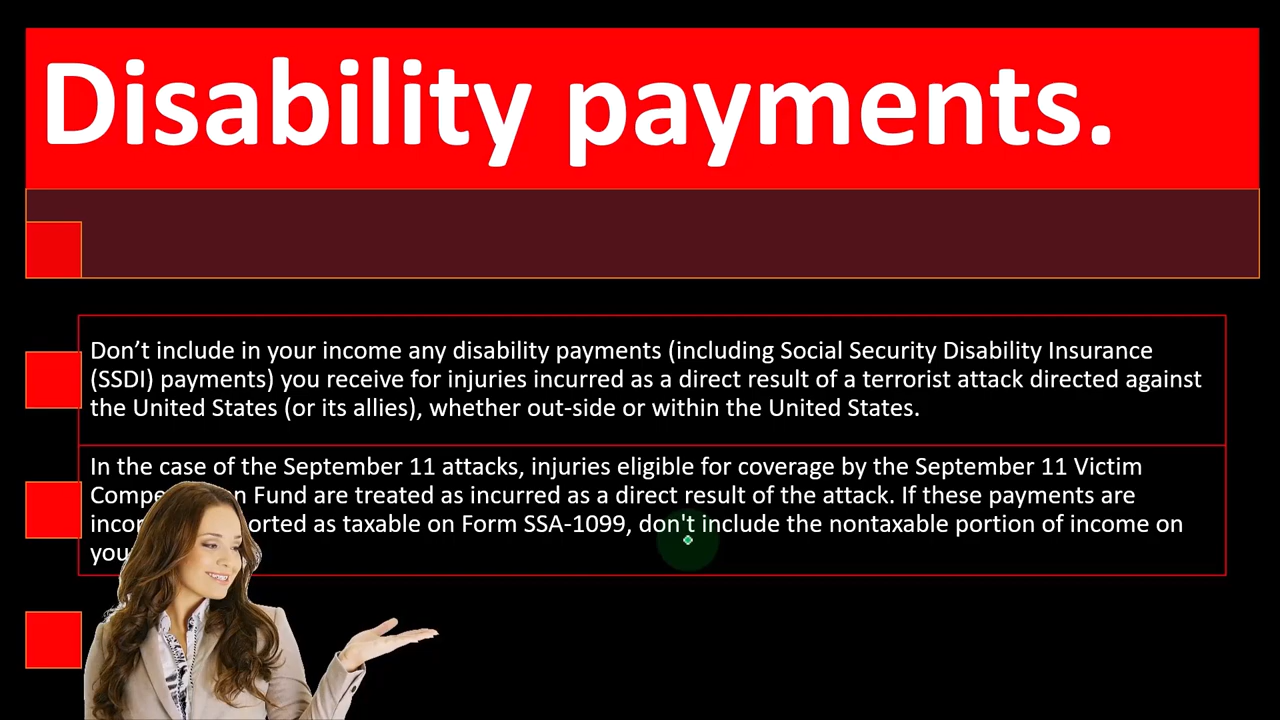 Disability payments.
Don’t include in your income any disability payments (including Social Security Disability Insurance
(SSDI) payments) you receive for injuries incurred as a direct result of a terrorist attack directed against
the United States (or its allies), whether out-side or within the United States.
In the case of the September 11 attacks, injuries eligible for coverage by the September 11 Victim
Fund are treated as incurred as a direct result of the attack. If these payments are
as taxable on Form SSA-1099, don't include the nontaxable portion of income on